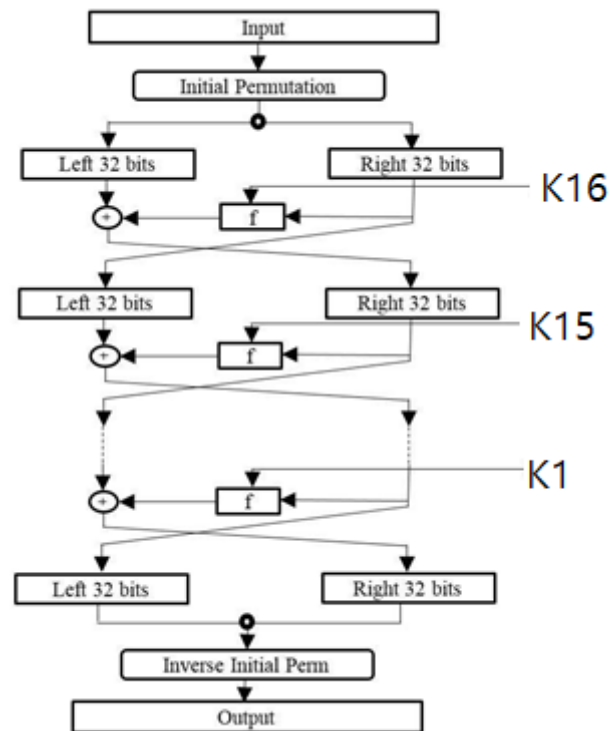 Input
Initial Permutation
Left 32 bits
Right 32 bits
K16
+
f
Left 32 bits
Right 32 bits
K15
+
f
K1
+
f
Left 32 bits
Right 32 bits
Inverse Initial Perm
Output